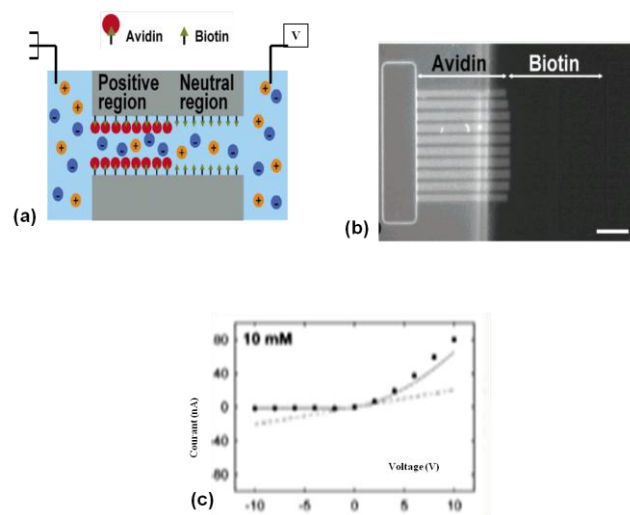 Avidin Biotin
V
Positive region
Neutral region
+ + + + + + + + +
- - - - - - - - - -
(a)
Avidin Biotin
(b)
10 mM
80
40
0
-40
-80
Courant (nA)
Voltage (V)
-10 -5 0 5 10
(c)